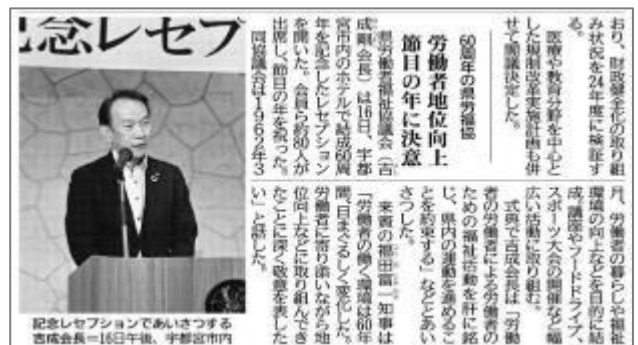 おり、財政健全化の取り組
み状況を24年度に検証す
る。
医療や教育分野を中心と
した規制改革実施計画も併
せて閣議決定した。
60周年の県労福協
労働者地位向上
節目の年に決意
県労働者福祉協議会（吉
成剛会長）は16日、宇都
宮市内のホテルで結成60周
年を記念したレセプション
を開いた。会員ら約80人が
出席し、節目の年を祝った。
同協議会は1962年3
月、労働者の暮らしや福祉
環境の向上などを目的に結
成。講座やフードドライブ、
スポーツ大会の開催など幅
広い活動に取り組む。
式典で吉成会長は「労働
者の労働者による労働者の
ための福祉活動を肝に銘
じ、県内の運動を進めるこ
とを約束する」などとあい
さつした。
来賓の福田富一知事は
「労働者の働く環境は60年
間、目まぐるしく変化した。
労働者に寄り添いながら地
位向上などに取り組んでき
たことに深く敬意を表した
い」と話した。
記念レセプ
記念レセプションであいさつする
吉成会長＝16日午後、宇都宮市内